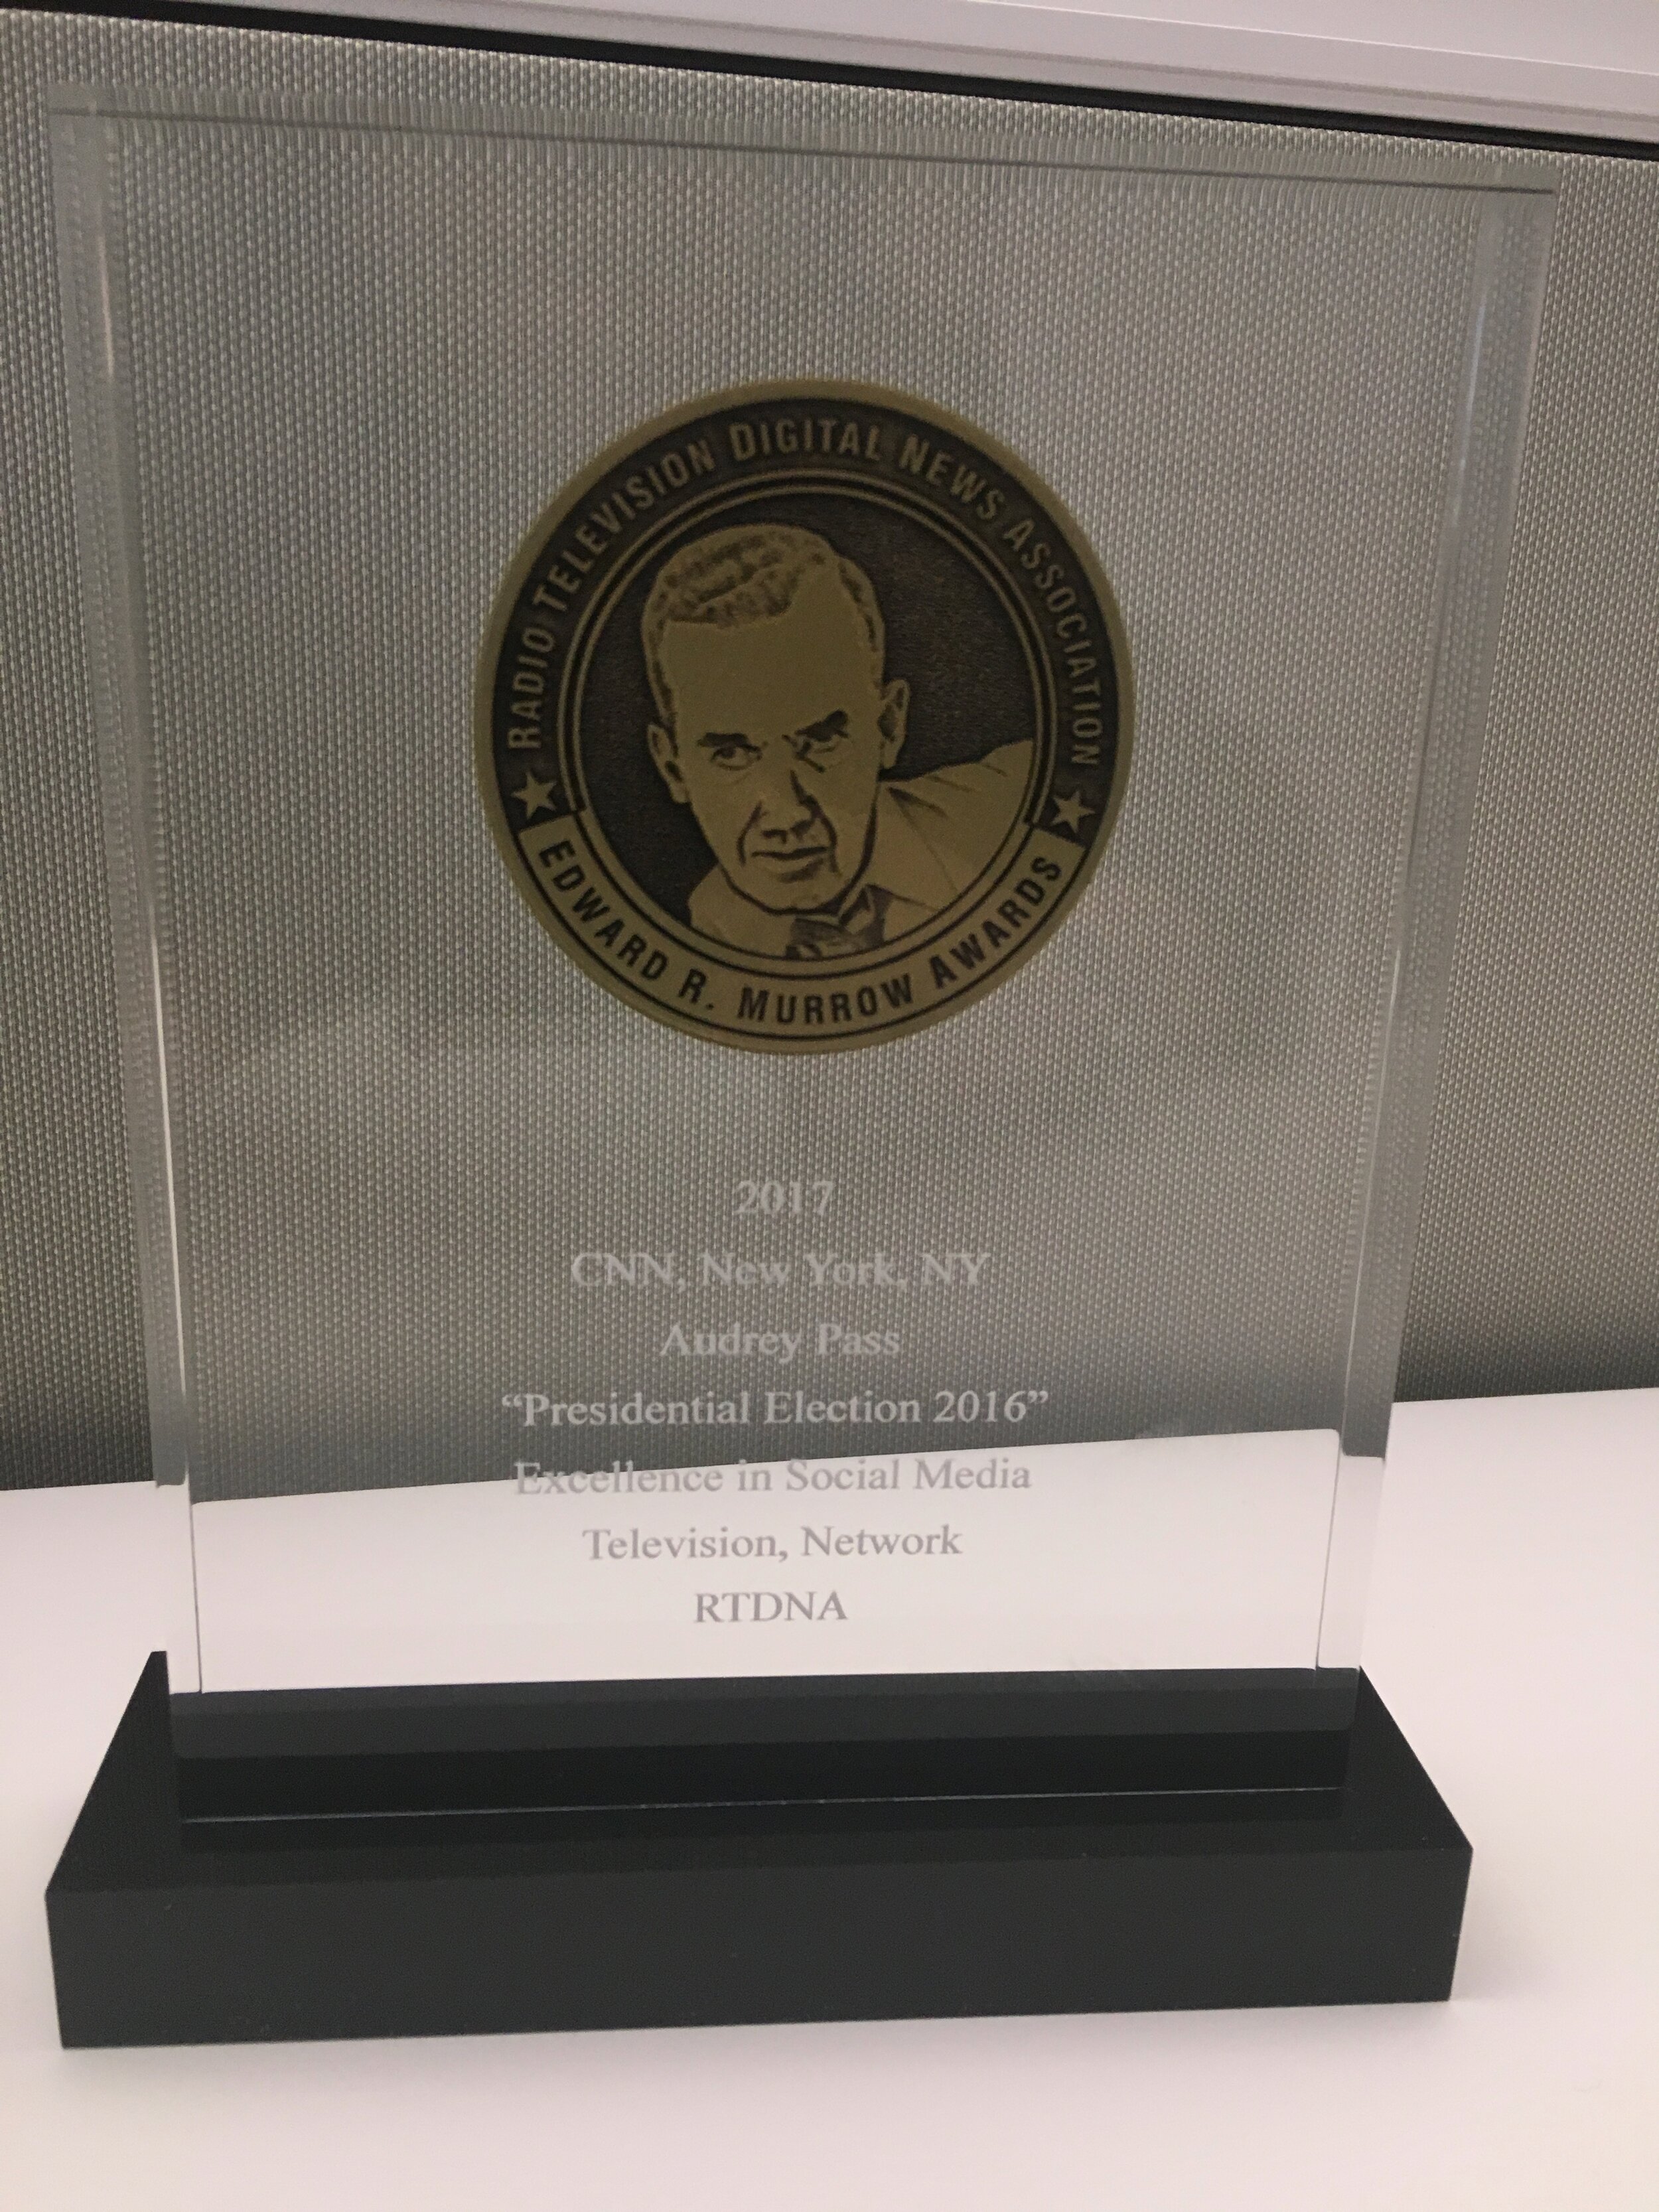 RADIO TELEVISION DIGITAL NEWS ASSOCIATION
EDWARD R. MURROW AWARDS
2017
CNN, New York, NY
Audrey Pass
“Presidential Election 2016”
Excellence in Social Media
Television, Network
RTDNA